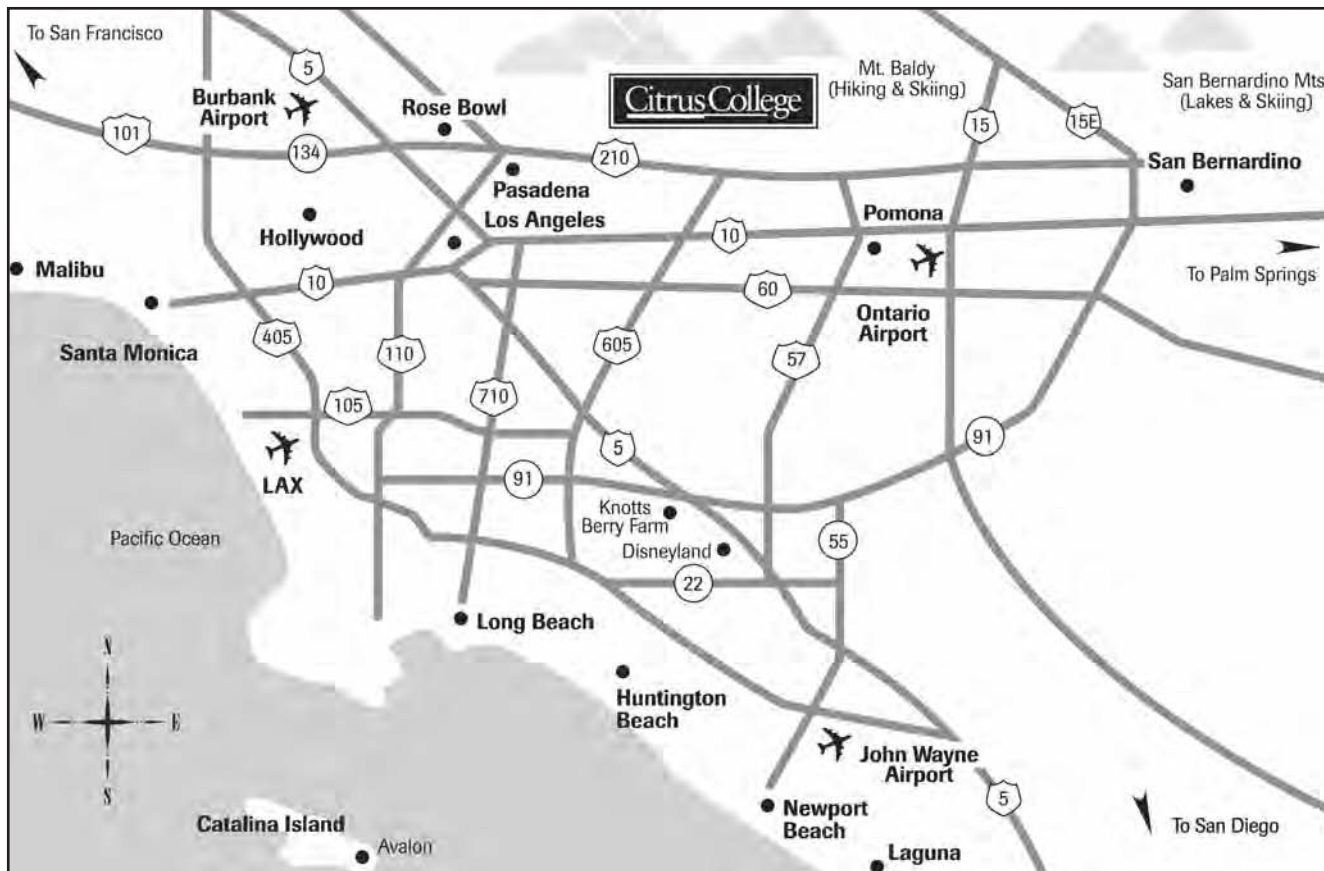 To San Francisco
5
Burbank
Airport
Rose Bowl
Citrus College
Mt. Baldy
(Hiking & Skiing)
San Bernardino Mts
(Lakes & Skiing)
101
134
210
15
15E
San Bernardino
Pasadena
Los Angeles
Hollywood
Pomona
10
Malibu
10
60
To Palm Springs
Ontario
Airport
Santa Monica
405
110
605
57
710
105
5
91
LAX
91
Knotts
Berry Farm
Pacific Ocean
Disneyland
55
22
Long Beach
N
W
E
S
Huntington
Beach
John Wayne
Airport
5
Newport
Beach
To San Diego
Catalina Island
Avalon
Laguna